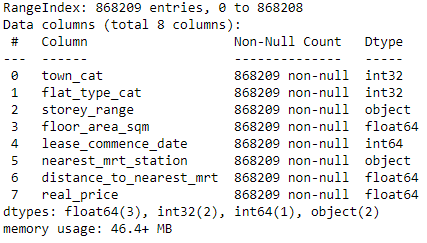 RangeIndex: 868209 entries, 0 to 868208
Data columns (total 8 columns):
 #   Column                   Non-Null Count   Dtype
---  ------                   --------------   -----
 0   town_cat                 868209 non-null  int32
 1   flat_type_cat            868209 non-null  int32
 2   storey_range             868209 non-null  object
 3   floor_area_sqm           868209 non-null  float64
 4   lease_commence_date      868209 non-null  int64
 5   nearest_mrt_station      868209 non-null  object
 6   distance_to_nearest_mrt  868209 non-null  float64
 7   real_price               868209 non-null  float64
dtypes: float64(3), int32(2), int64(1), object(2)
memory usage: 46.4+ MB